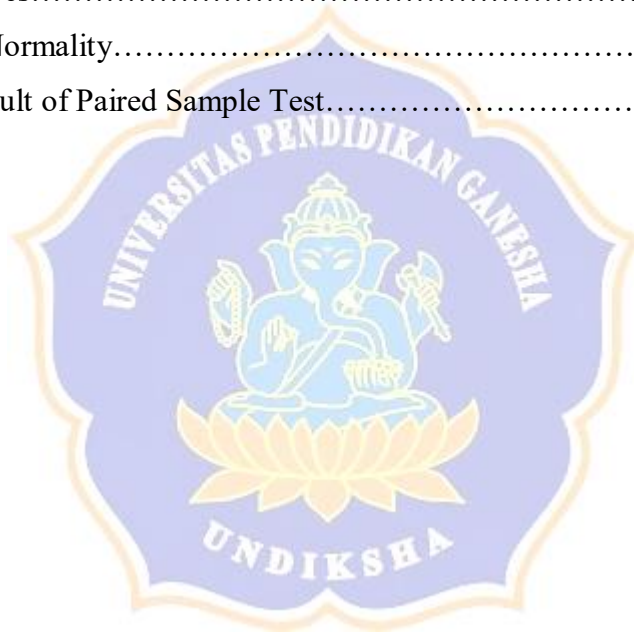 Normality……………………………………
ult of Paired Sample Test……………………………
UNIVERSITAS PENDIDIKAN GANESHA
UNDIKSHA